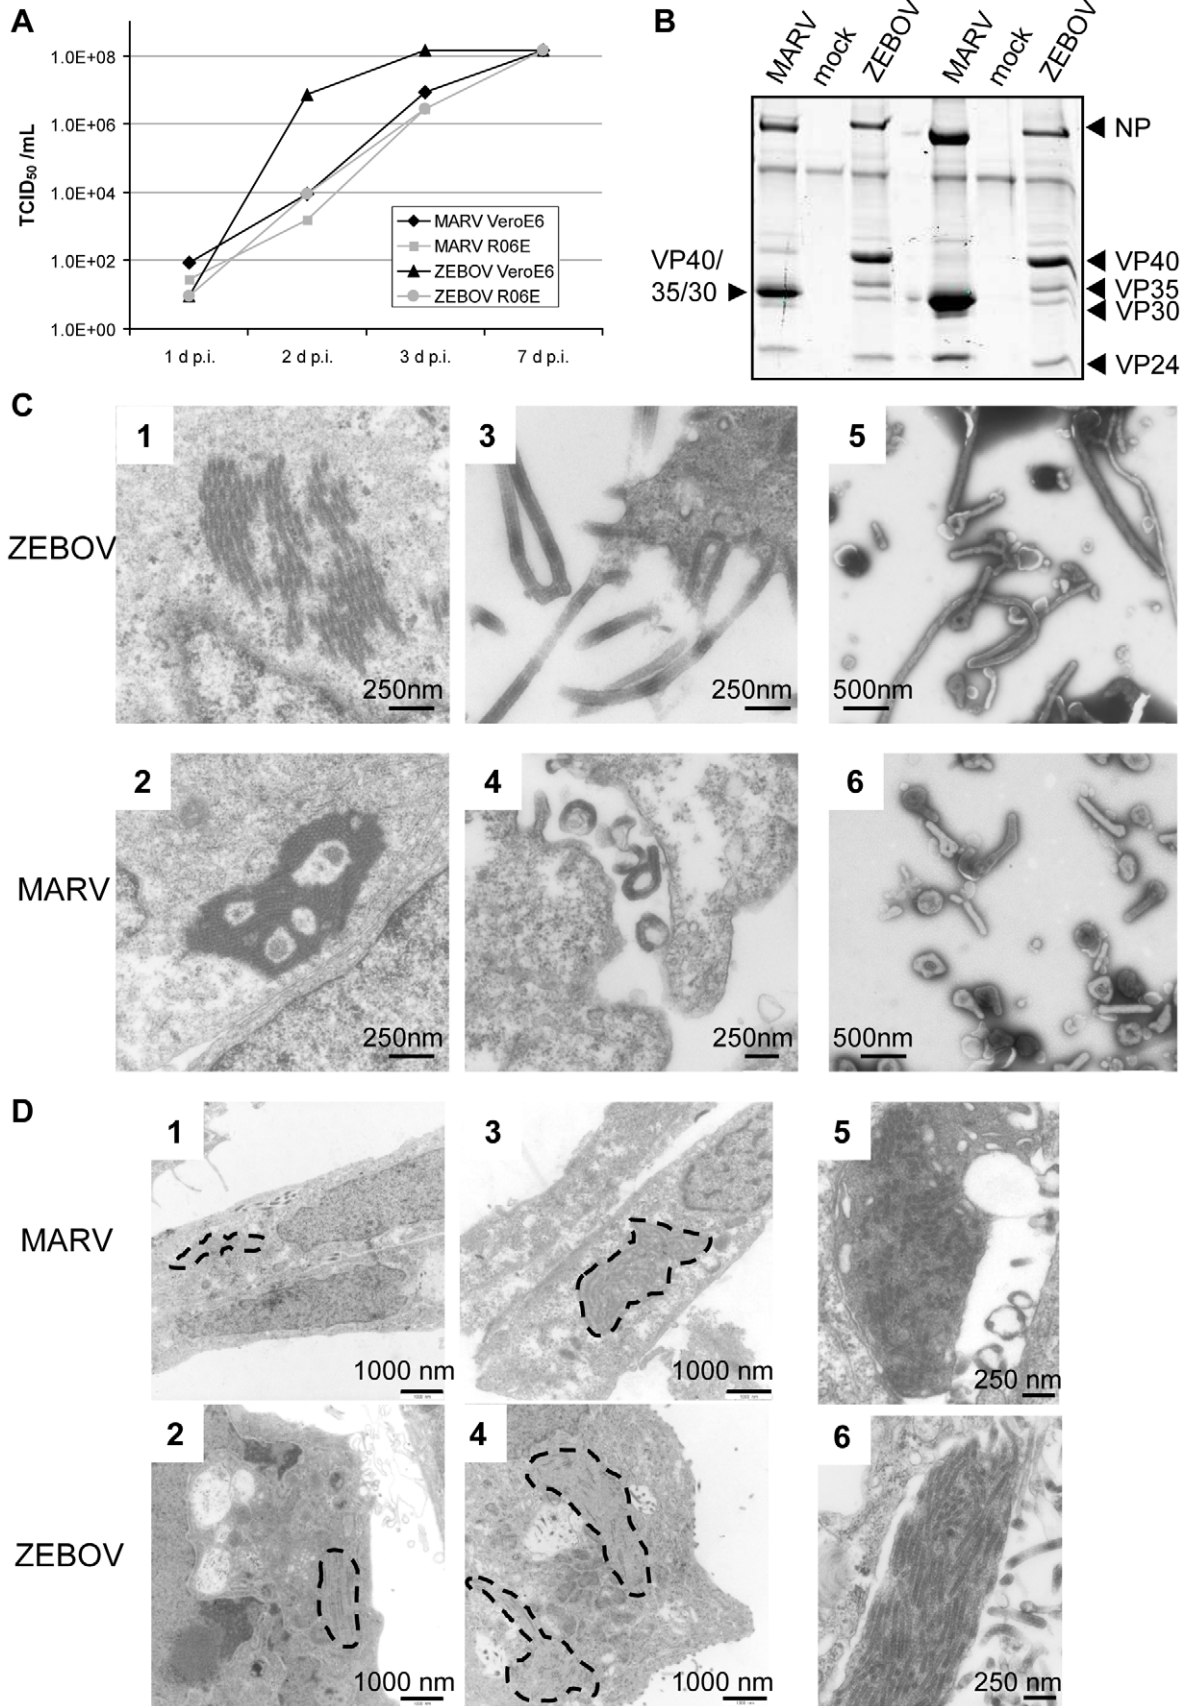 A
TCID50 /mL
1.0E+08
1.0E+06
1.0E+04
1.0E+02
1.0E+00
1 d p.i.
2 d p.i.
3 d p.i.
7 d p.i.
MARV VeroE6
MARV R06E
ZEBOV VeroE6
ZEBOV R06E
B
MARV
mock
ZEBOV
MARV
mock
ZEBOV
NP
VP40/
35/30
VP40
VP35
VP30
VP24
C
ZEBOV
1
250nm
3
250nm
5
500nm
MARV
2
250nm
4
250nm
6
500nm
D
MARV
1
1000 nm
3
1000 nm
5
250 nm
ZEBOV
2
1000 nm
4
1000 nm
6
250 nm